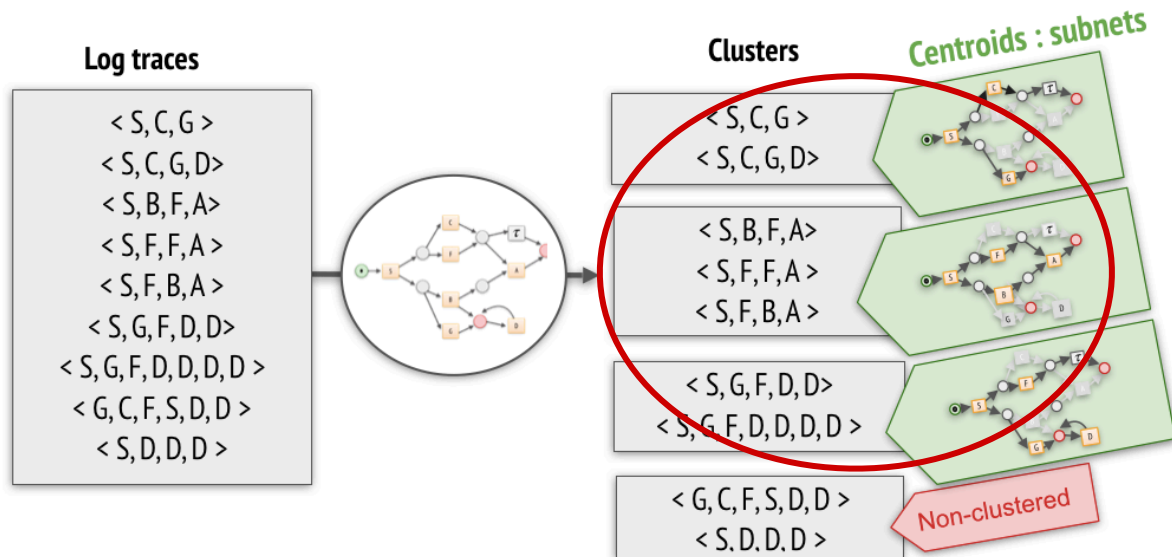 Log traces
< S, C, G >
< S, C, G, D>
< S, B, F, A>
< S, F, F, A >
< S, F, B, A >
< S, G, F, D, D>
< S, G, F, D, D, D, D >
< G, C, F, S, D, D >
< S, D, D, D >
C
F
S
τ
A
B
G
D
Clusters
< S, C, G >
< S, C, G, D>
< S, B, F, A>
< S, F, F, A >
< S, F, B, A >
< S, G, F, D, D>
< S, G, F, D, D, D, D >
< G, C, F, S, D, D >
< S, D, D, D >
Centroids : subnets
C
τ
S
G
τ
F
S
A
B
G
D
τ
F
S
G
D
Non-clustered